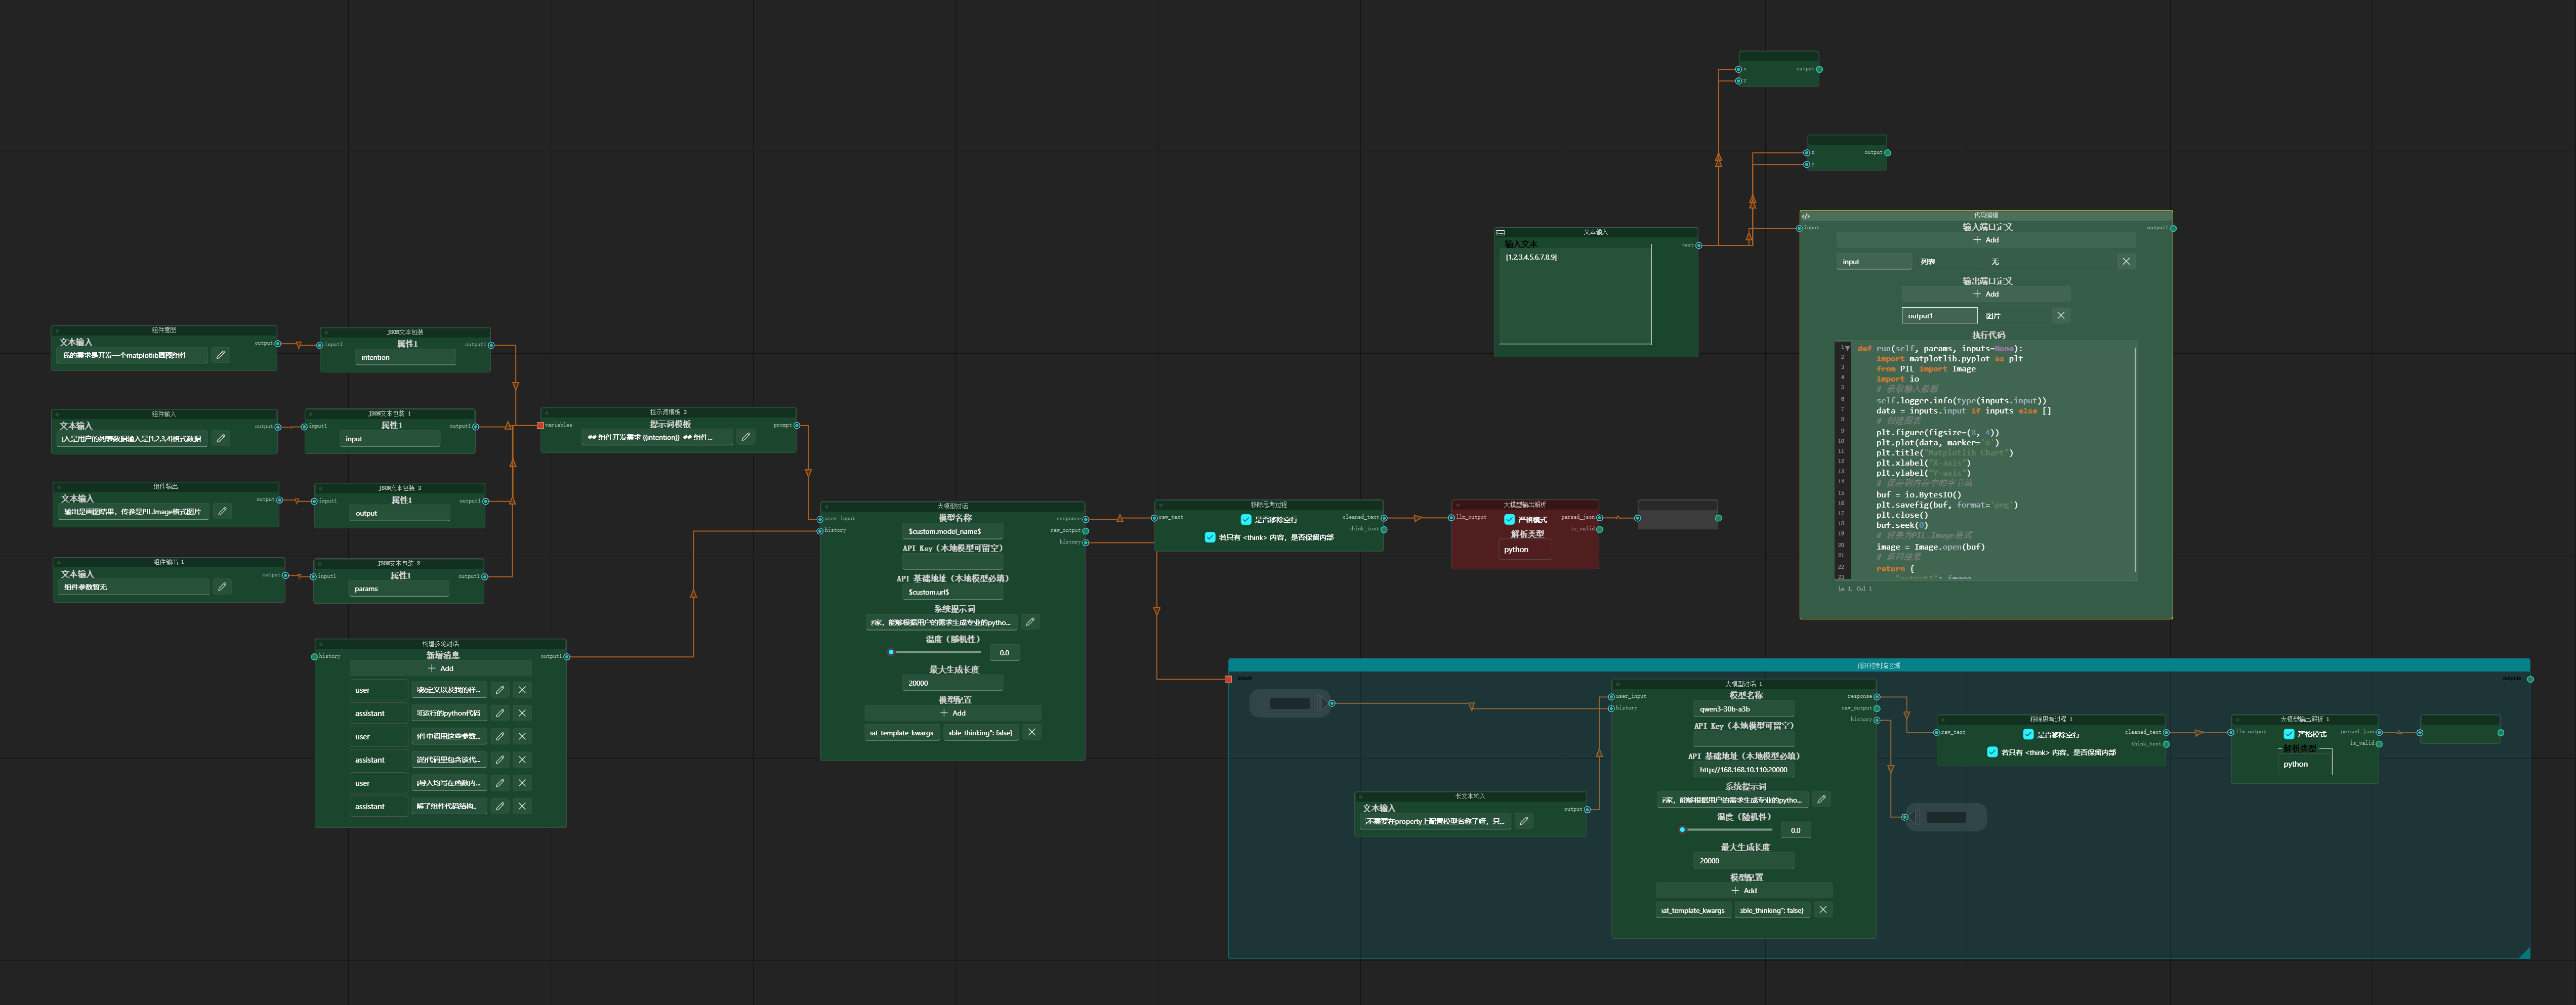 组件意图
文本输入
output
我的需求是开发一个matplotlib画图组件
JSON文本包装
input1
属性1
output1
intention
组件输入
文本输入
output
入是用户的列表数据输入是[1,2,3,4]格式数据
JSON文本包装 1
input1
属性1
output1
input
组件输出
文本输入
output
输出是画图结果，传参是PIL.Image格式图片
JSON文本包装 3
input1
属性1
output1
output
组件输出 1
文本输入
output
组件参数暂无
JSON文本包装 2
input1
属性1
output1
params
提示词模板 3
variables
提示词模板
prompt
## 组件开发需求 {{intention}} ## 组件...
构建多轮对话
history
新增消息
output1
Add
user
数定义以及我的样...
assistant
可运行的python代码
user
件中调用这些参数...
assistant
的代码里包含该代...
user
导入均写在函数内...
assistant
解了组件代码结构。
大模型对话
user_input
模型名称
response
history
$custom.model_name$
raw_output
API Key（本地模型可留空）
history
API 基础地址（本地模型必填）
$custom.url$
系统提示词
家，能够根据用户的需求生成专业的pytho...
温度（随机性）
0.0
最大生成长度
20000
模型配置
Add
at_template_kwargs
able_thinking": false}
移除思考过程
raw_text
是否移除空行
cleaned_text
think_text
若只有 <think> 内容，是否保留内部
大模型输出解析
llm_output
严格模式
parsed_json
is_valid
解析类型
python
x
output
y
x
output
y
文本输入
输入文本
text
[1,2,3,4,5,6,7,8,9]
代码编辑
input
输入端口定义
output1
Add
input
列表
无
输出端口定义
Add
output1
图片
执行代码
1 def run(self, params, inputs=None):
2 import matplotlib.pyplot as plt
3 from PIL import Image
4 import io
5 # 获取输入数据
6 self.logger.info(type(inputs.input))
7 data = inputs.input if inputs else []
8 # 创建图表
9 plt.figure(figsize=(8, 4))
10 plt.plot(data, marker='o')
11 plt.title("Matplotlib Chart")
12 plt.xlabel("X-axis")
13 plt.ylabel("Y-axis")
14 # 保存到内存中的字节流
15 buf = io.BytesIO()
16 plt.savefig(buf, format='png')
17 plt.close()
18 buf.seek(0)
19 # 转换为PIL.Image格式
20 image = Image.open(buf)
21 # 返回结果
22 return {
23 "output1": image
Ln 1, Col 1
循环控制流区域
inputs
outputs
长文本输入
文本输入
output
不需要在property上配置模型名称了呀，只...
大模型对话 1
user_input
模型名称
response
history
qwen3-30b-a3b
raw_output
API Key（本地模型可留空）
history
API 基础地址（本地模型必填）
http://168.168.10.110:20000
系统提示词
家，能够根据用户的需求生成专业的pytho...
温度（随机性）
0.0
最大生成长度
20000
模型配置
Add
at_template_kwargs
able_thinking": false}
移除思考过程 1
raw_text
是否移除空行
cleaned_text
think_text
若只有 <think> 内容，是否保留内部
大模型输出解析 1
llm_output
严格模式
parsed_json
is_valid
解析类型
python